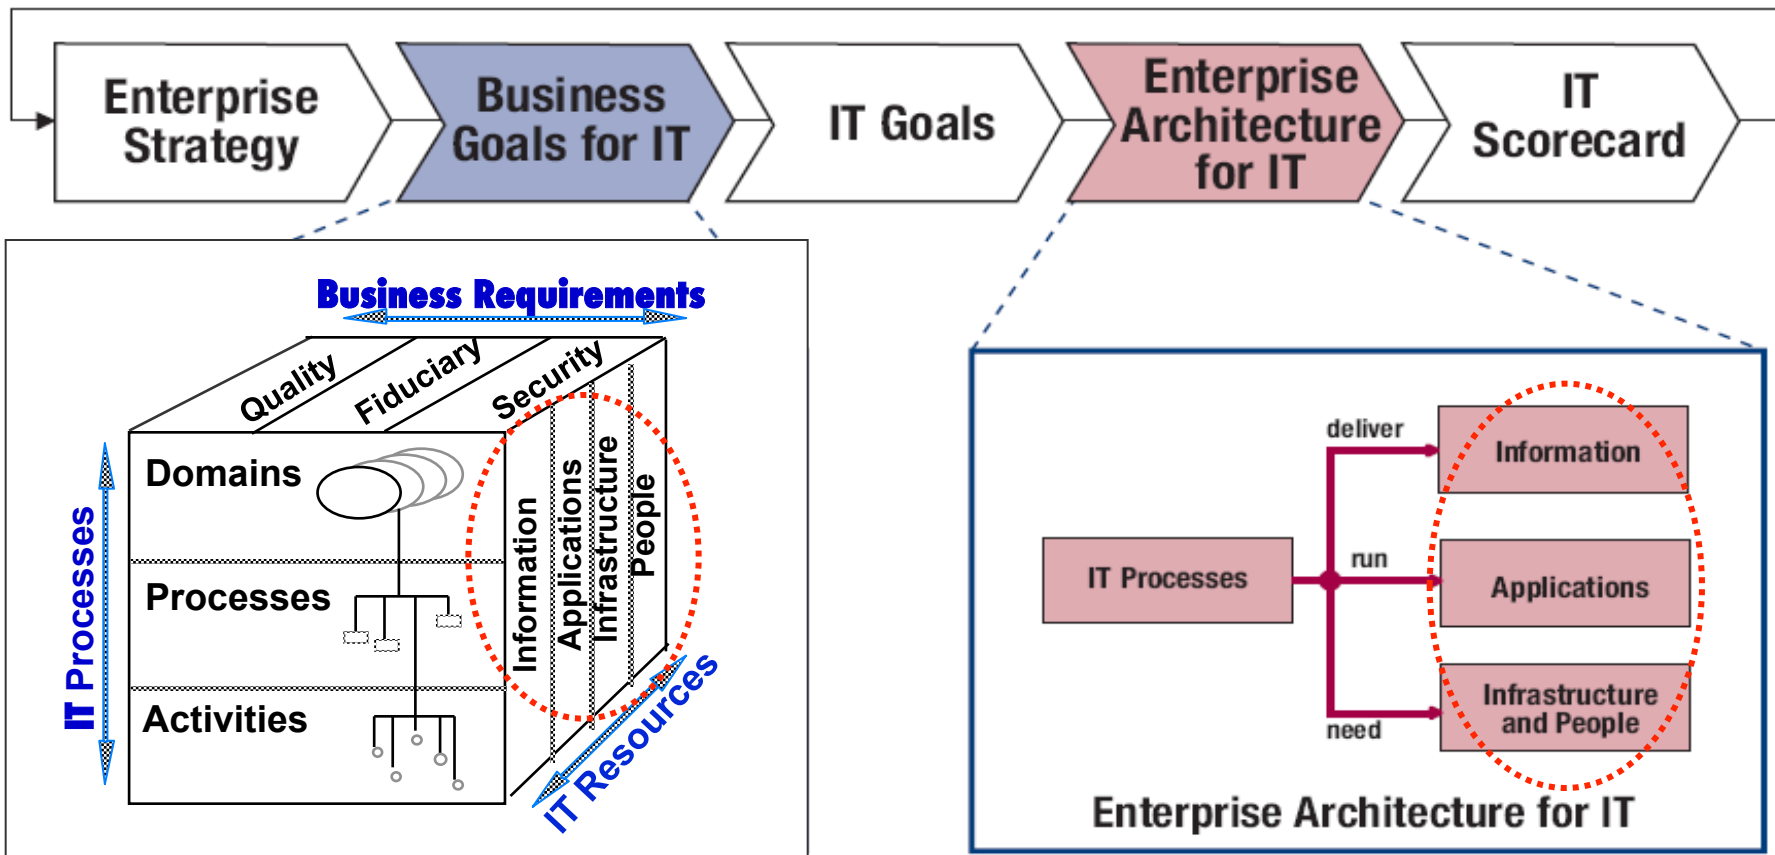 Enterprise
Strategy
Business
Goals for IT
IT Goals
Enterprise
Architecture
for IT
IT
Scorecard
Business Requirements
Quality
Fiduciary
Security
IT Processes
Domains
Processes
Activities
Information
Applications
Infrastructure
People
IT Resources
IT Processes
deliver
run
need
Information
Applications
Infrastructure
and People
Enterprise Architecture for IT